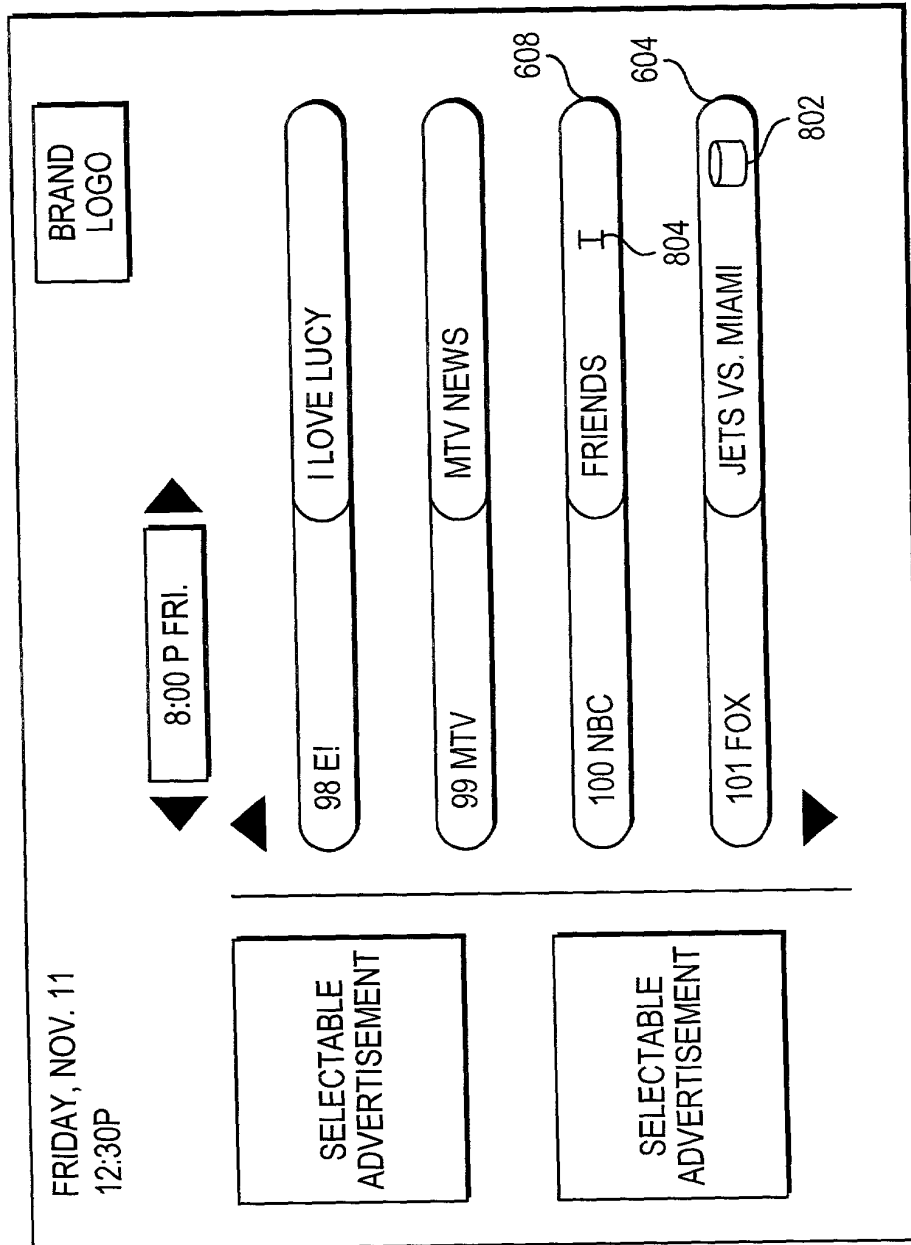 FRIDAY, NOV. 11
12:30P
BRAND
LOGO
8:00 P FRI.
SELECTABLE
ADVERTISEMENT
SELECTABLE
ADVERTISEMENT
98 E! I LOVE LUCY
99 MTV MTV NEWS
100 NBC FRIENDS I 608
804
101 FOX JETS VS. MIAMI 604
802